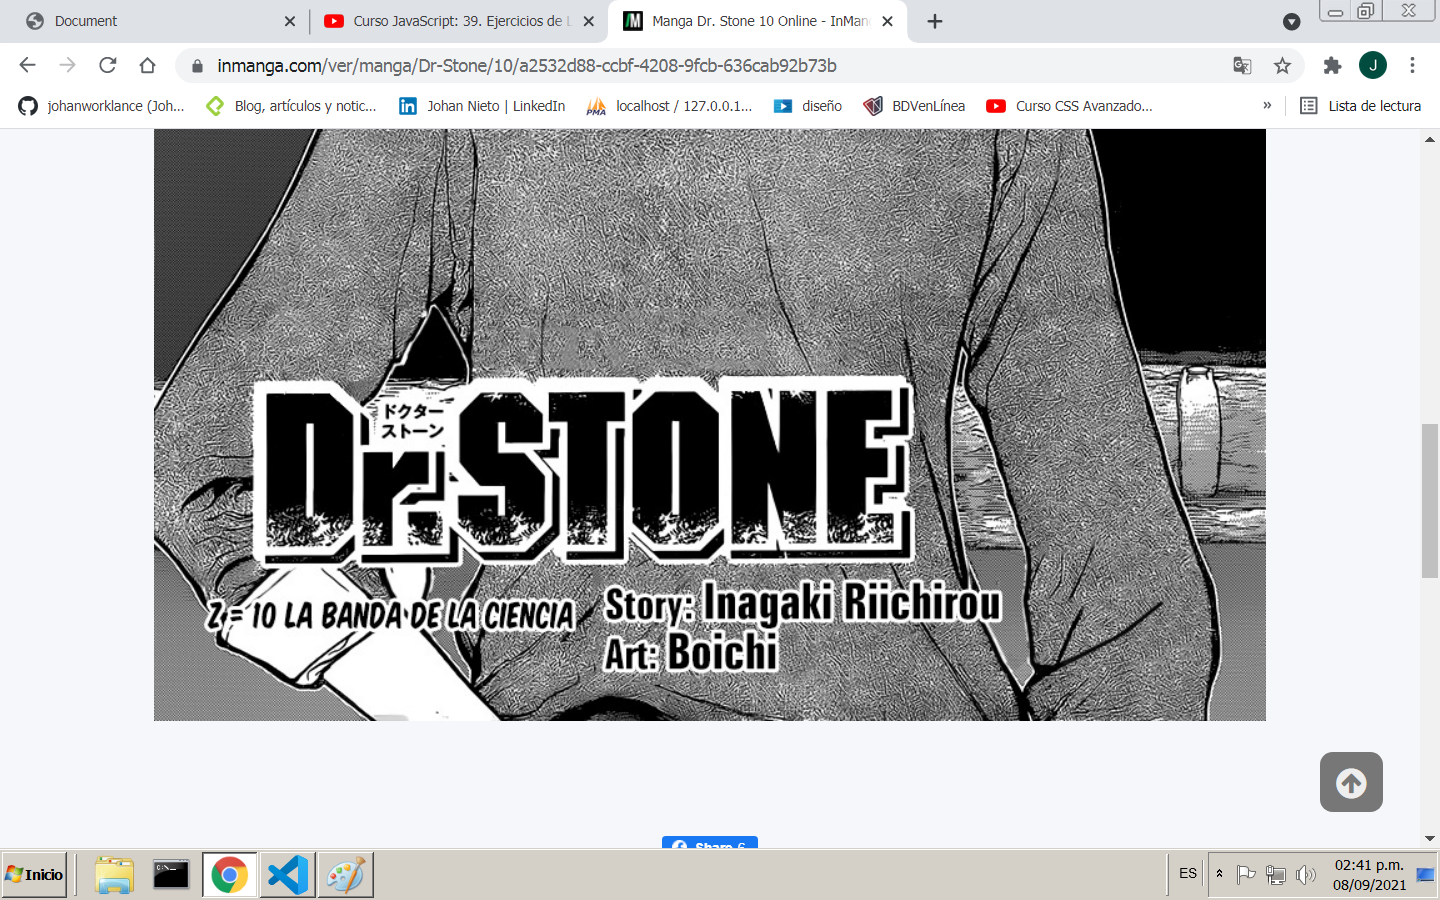 Document
Curso JavaScript: 39. Ejercicios de L
Manga Dr. Stone 10 Online - InMan
inmanga.com/ver/manga/Dr-Stone/10/a2532d88-ccbf-4208-9fcb-636cab92b73b
J
johanworklance (Joh...
Blog, artículos y notic...
Johan Nieto | LinkedIn
PMA
localhost / 127.0.0.1...
diseño
BDVenLínea
Curso CSS Avanzado...
»
Lista de lectura
Dr.STONE
ドクター
ストーン
Z = 10 LA BANDA DE LA CIENCIA
Story: Inagaki Riichirou
Art: Boichi
Share 6
Inicio
ES
02:41 p.m.
08/09/2021